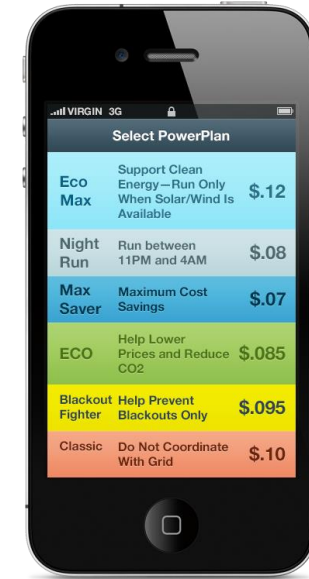 VIRGIN 3G
Select PowerPlan
Eco
Max
Support Clean
Energy—Run Only
When Solar/Wind Is
Available
$.12
Night
Run
Run between
11PM and 4AM
$.08
Max
Saver
Maximum Cost
Savings
$.07
ECO
Help Lower
Prices and Reduce
CO2
$.085
Blackout
Fighter
Help Prevent
Blackouts Only
$.095
Classic
Do Not Coordinate
With Grid
$.10